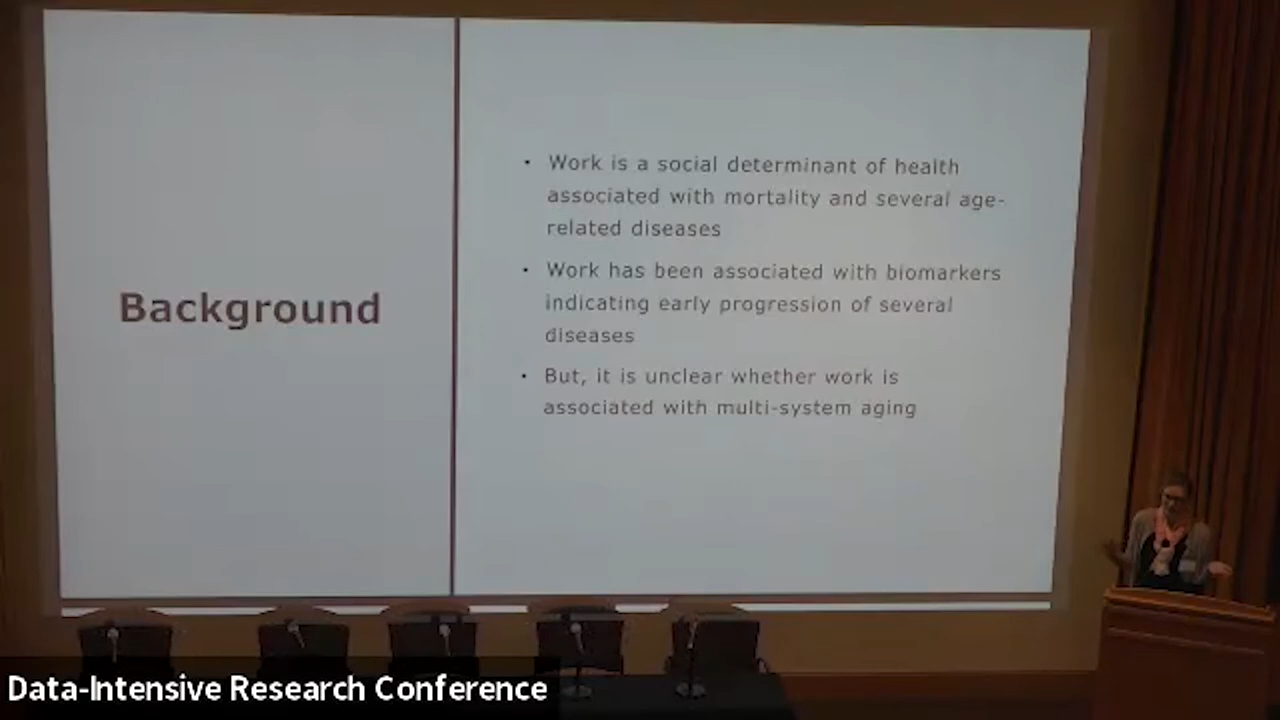 Background
• Work is a social determinant of health
associated with mortality and several age-
related diseases
• Work has been associated with biomarkers
indicating early progression of several
diseases
• But, it is unclear whether work is
associated with multi-system aging
Data-Intensive Research Conference